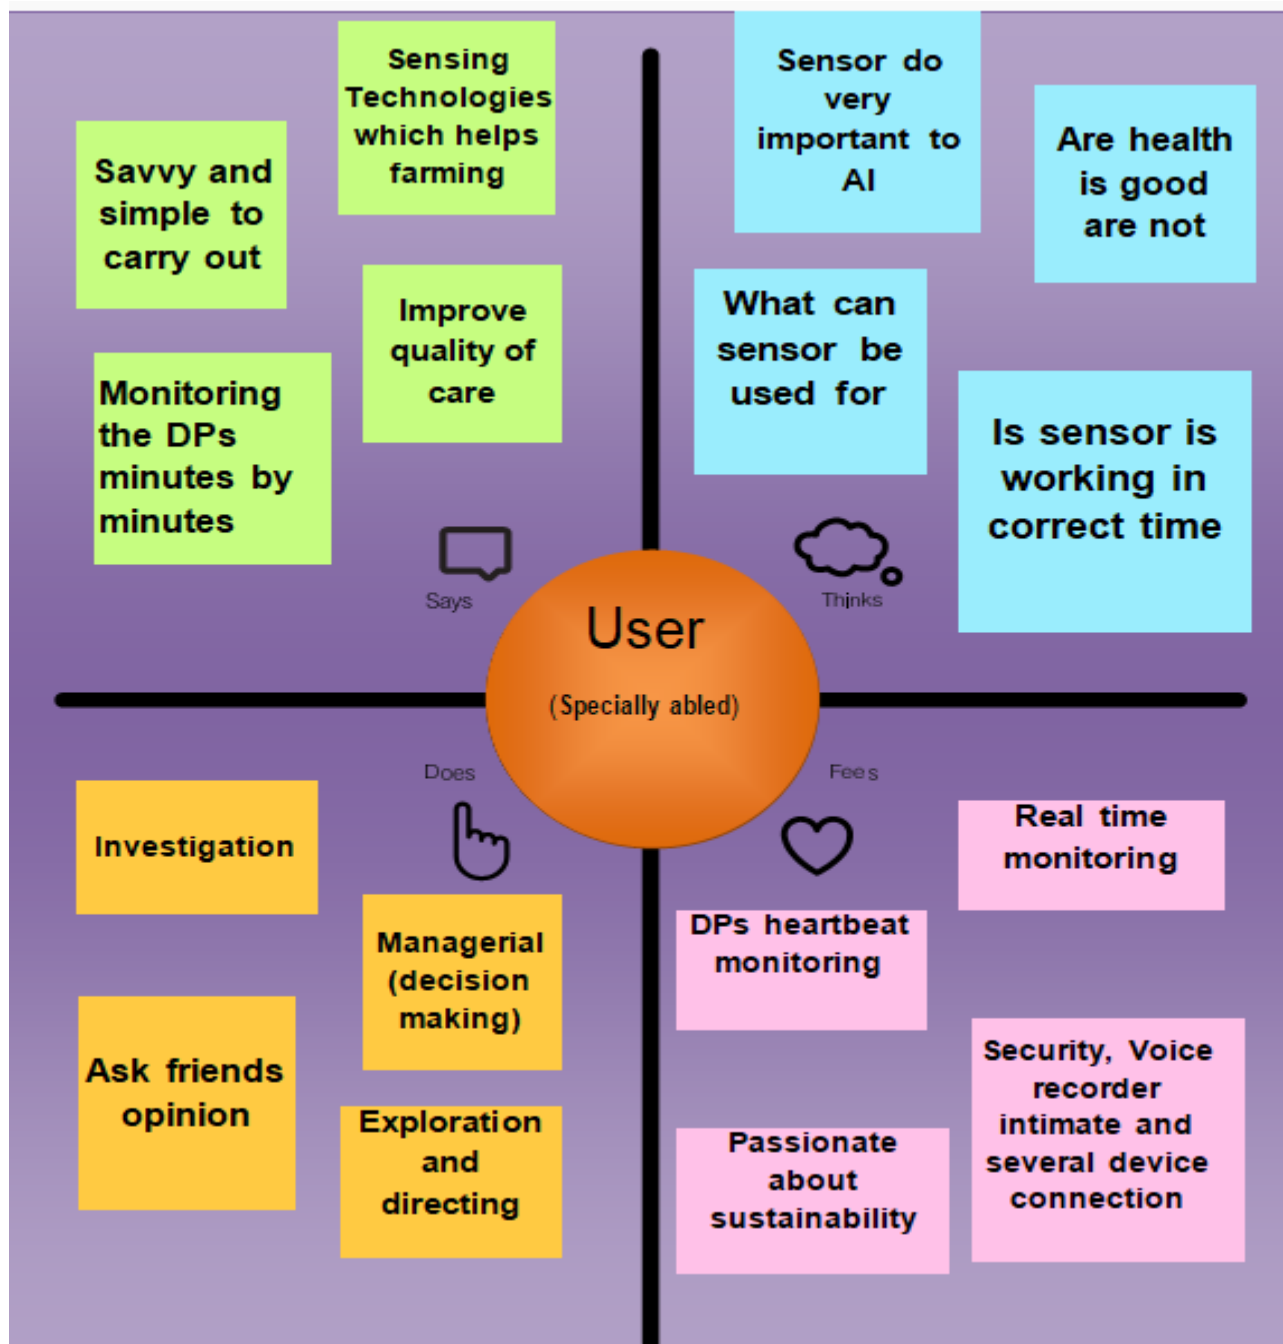 Sensing
Technologies
which helps
farming
Savvy and
simple to
carry out
Improve
quality of
care
Monitoring
the DPs
minutes by
minutes
Says
Sensor do
very
important to
AI
Are health
is good
are not
What can
sensor be
used for
Is sensor is
working in
correct time
Thinks
User
(Specially abled)
Does
Investigation
Managerial
(decision
making)
Ask friends
opinion
Exploration
and
directing
Fees
Real time
monitoring
DPs heartbeat
monitoring
Security, Voice
recorder
intimate and
several device
connection
Passionate
about
sustainability